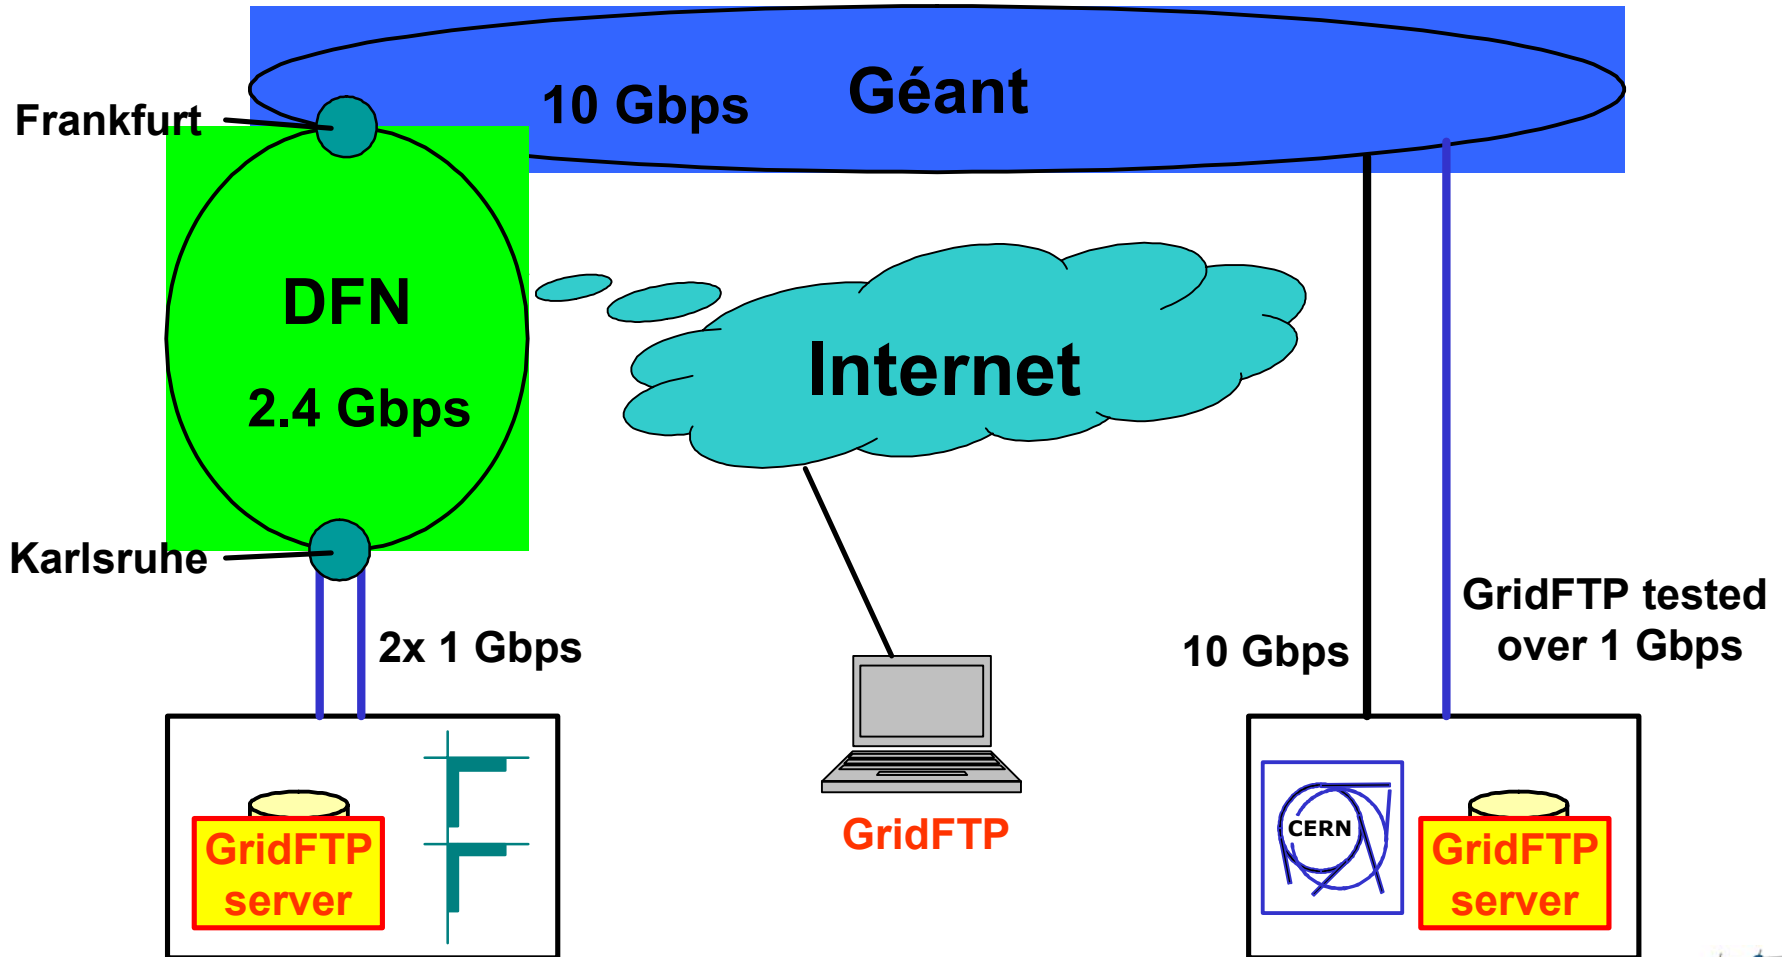 Géant
10 Gbps
Frankfurt
DFN
2.4 Gbps
Internet
Karlsruhe
2x 1 Gbps
10 Gbps
GridFTP tested
over 1 Gbps
GridFTP
server
GridFTP
CERN
GridFTP
server